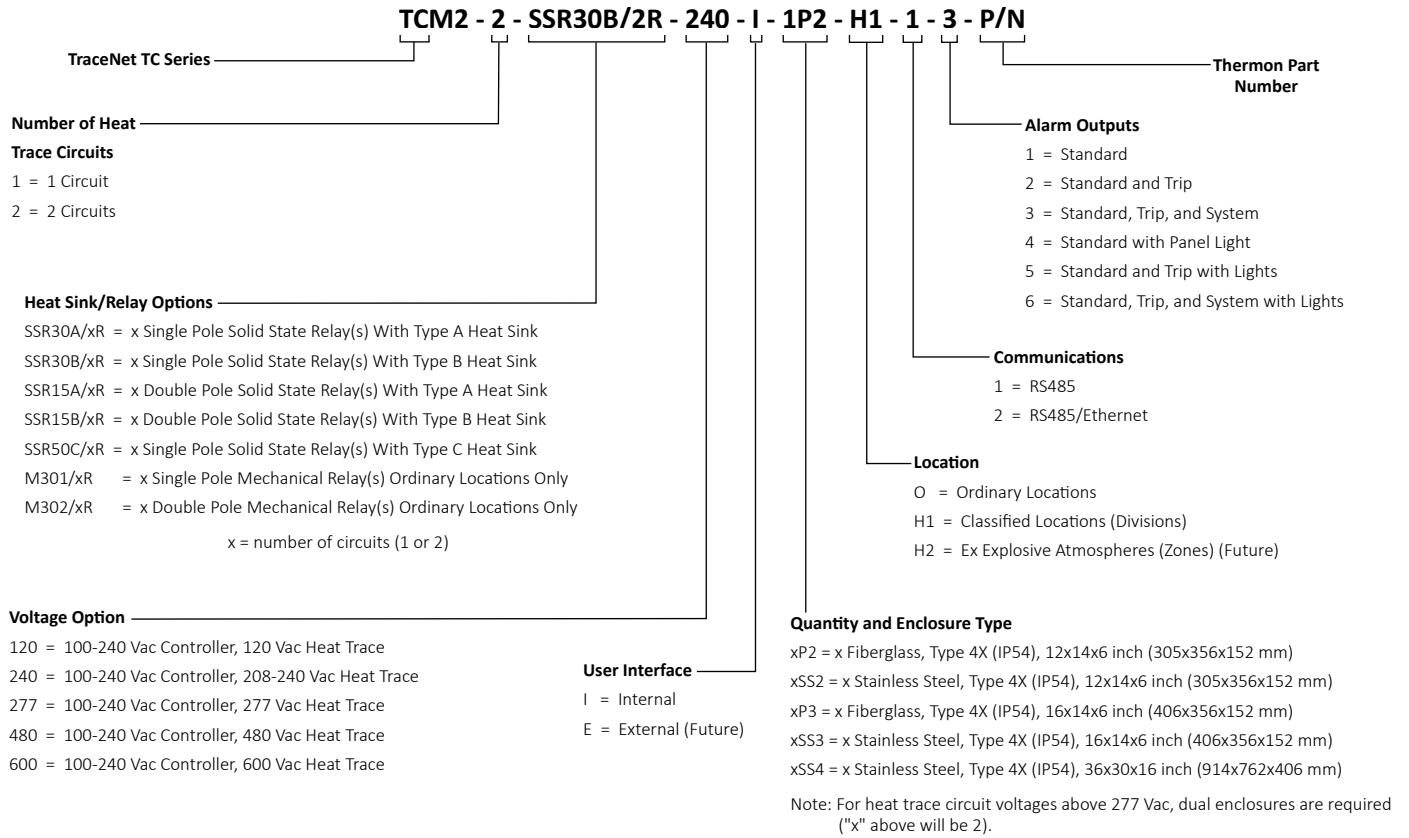 TCM2 - 2 - SSR30B/2R - 240 - I - 1P2 - H1 - 1 - 3 - P/N
TraceNet TC Series
Thermon Part
Number
Number of Heat
Trace Circuits
1 = 1 Circuit
2 = 2 Circuits
Alarm Outputs
1 = Standard
2 = Standard and Trip
3 = Standard, Trip, and System
4 = Standard with Panel Light
5 = Standard and Trip with Lights
6 = Standard, Trip, and System with Lights
Heat Sink/Relay Options
SSR30A/xR = x Single Pole Solid State Relay(s) With Type A Heat Sink
SSR30B/xR = x Single Pole Solid State Relay(s) With Type B Heat Sink
SSR15A/xR = x Double Pole Solid State Relay(s) With Type A Heat Sink
SSR15B/xR = x Double Pole Solid State Relay(s) With Type B Heat Sink
SSR50C/xR = x Single Pole Solid State Relay(s) With Type C Heat Sink
M301/xR = x Single Pole Mechanical Relay(s) Ordinary Locations Only
M302/xR = x Double Pole Mechanical Relay(s) Ordinary Locations Only
x = number of circuits (1 or 2)
Communications
1 = RS485
2 = RS485/Ethernet
Location
O = Ordinary Locations
H1 = Classified Locations (Divisions)
H2 = Ex Explosive Atmospheres (Zones) (Future)
Voltage Option
120 = 100-240 Vac Controller, 120 Vac Heat Trace
240 = 100-240 Vac Controller, 208-240 Vac Heat Trace
277 = 100-240 Vac Controller, 277 Vac Heat Trace
480 = 100-240 Vac Controller, 480 Vac Heat Trace
600 = 100-240 Vac Controller, 600 Vac Heat Trace
User Interface
I = Internal
E = External (Future)
Quantity and Enclosure Type
xP2 = x Fiberglass, Type 4X (IP54), 12x14x6 inch (305x356x152 mm)
xSS2 = x Stainless Steel, Type 4X (IP54), 12x14x6 inch (305x356x152 mm)
xP3 = x Fiberglass, Type 4X (IP54), 16x14x6 inch (406x356x152 mm)
xSS3 = x Stainless Steel, Type 4X (IP54), 16x14x6 inch (406x356x152 mm)
xSS4 = x Stainless Steel, Type 4X (IP54), 36x30x16 inch (914x762x406 mm)
Note: For heat trace circuit voltages above 277 Vac, dual enclosures are required
("x" above will be 2).